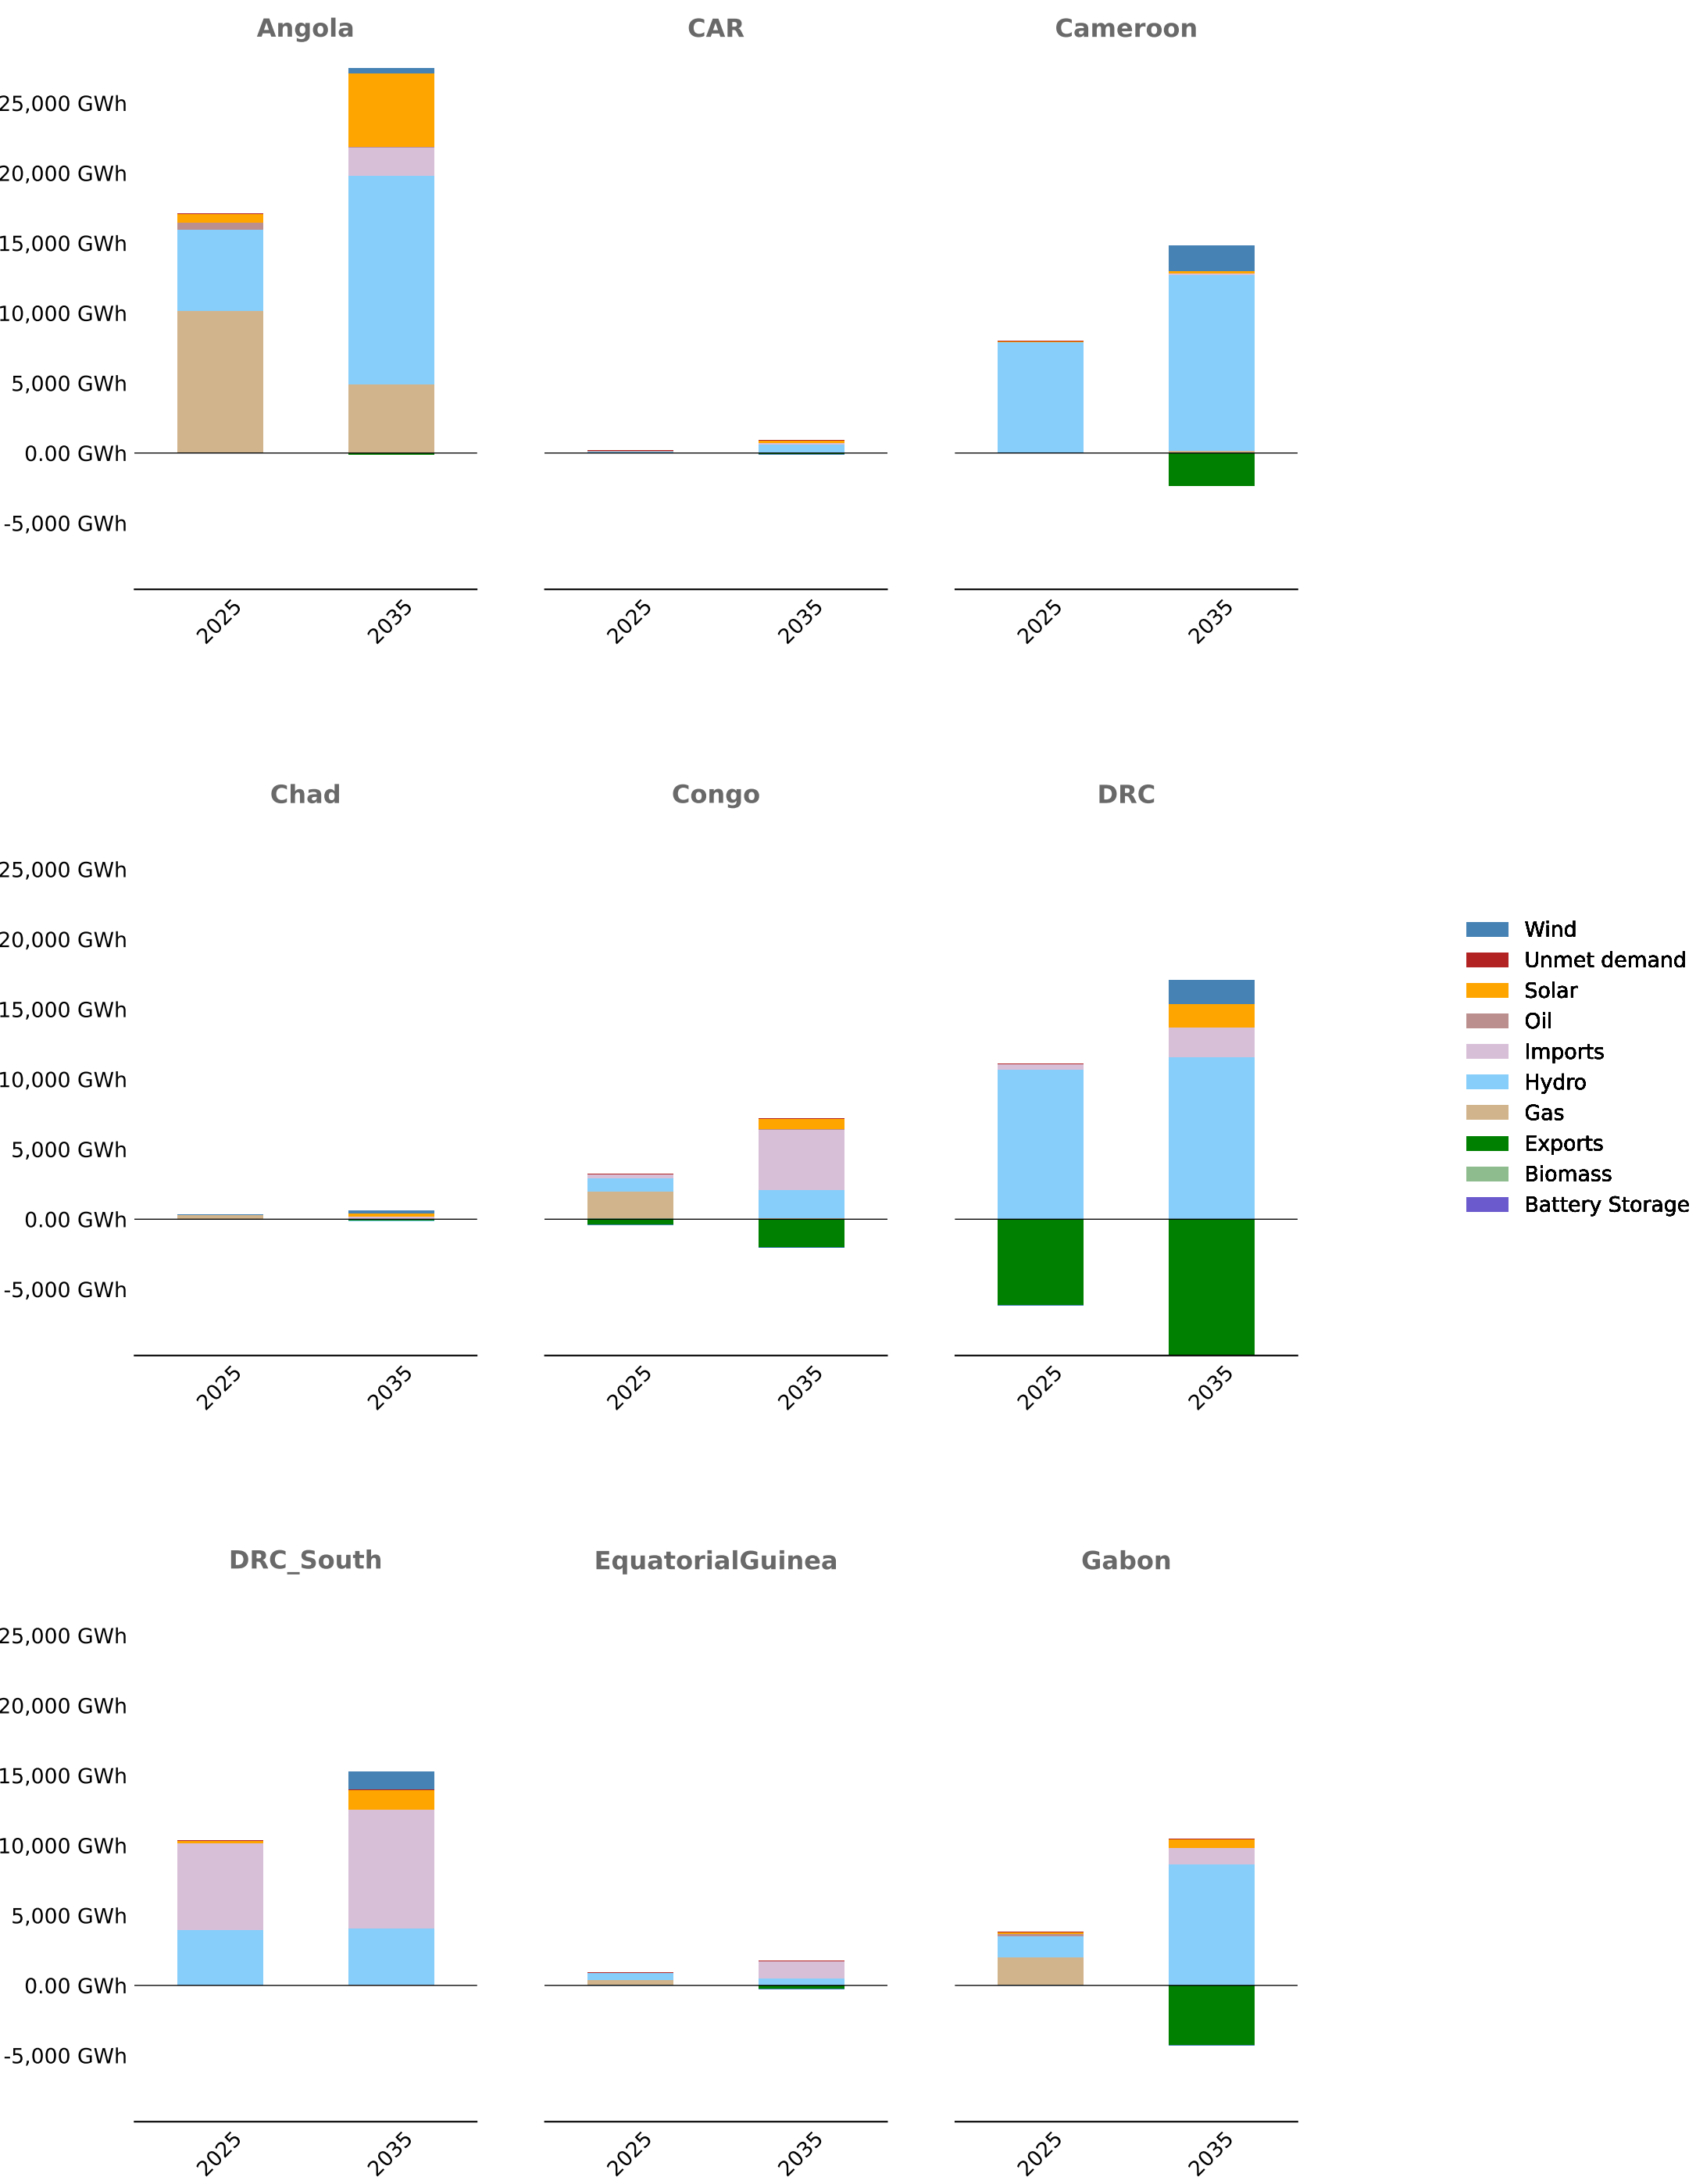 Angola CAR Cameroon
25,000 GWh
20,000 GWh
15,000 GWh
10,000 GWh
5,000 GWh
0.00 GWh
-5,000 GWh
2025 2035 2025 2035 2025 2035
Chad Congo DRC
25,000 GWh
20,000 GWh
15,000 GWh
10,000 GWh
5,000 GWh
0.00 GWh
-5,000 GWh
2025 2035 2025 2035 2025 2035
Wind
Unmet demand
Solar
Oil
Imports
Hydro
Gas
Exports
Biomass
Battery Storage
DRC_South EquatorialGuinea Gabon
25,000 GWh
20,000 GWh
15,000 GWh
10,000 GWh
5,000 GWh
0.00 GWh
-5,000 GWh
2025 2035 2025 2035 2025 2035